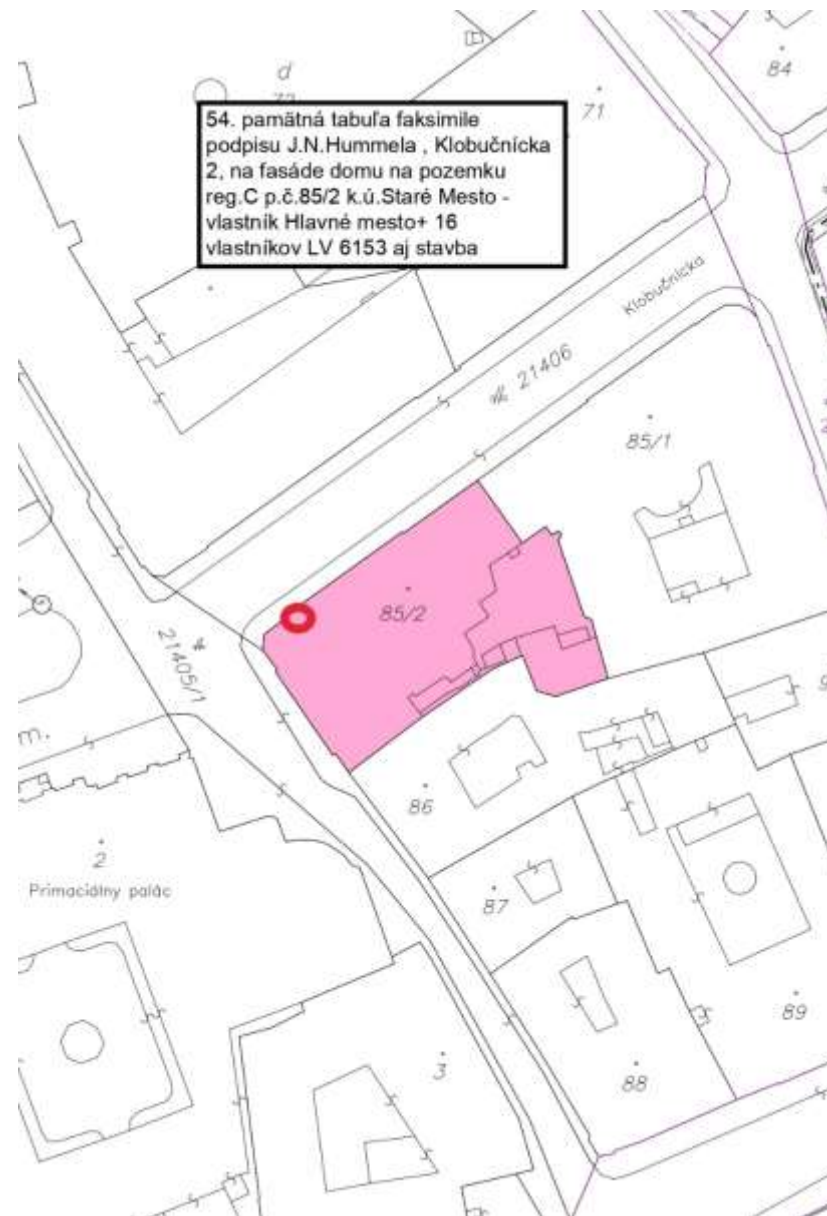 84
d
71
54. pamätná tabuľa faksimile
podpisu J.N.Hummela , Klobučnícka
2, na fasáde domu na pozemku
reg.C p.č.85/2 k.ú.Staré Mesto -
vlastník Hlavné mesto+ 16
vlastníkov LV 6153 aj stavba
Klobučnícka
21406
85/1
85/2
21405/1
m.
86
2
Primaciálny palác
87
89
3
88